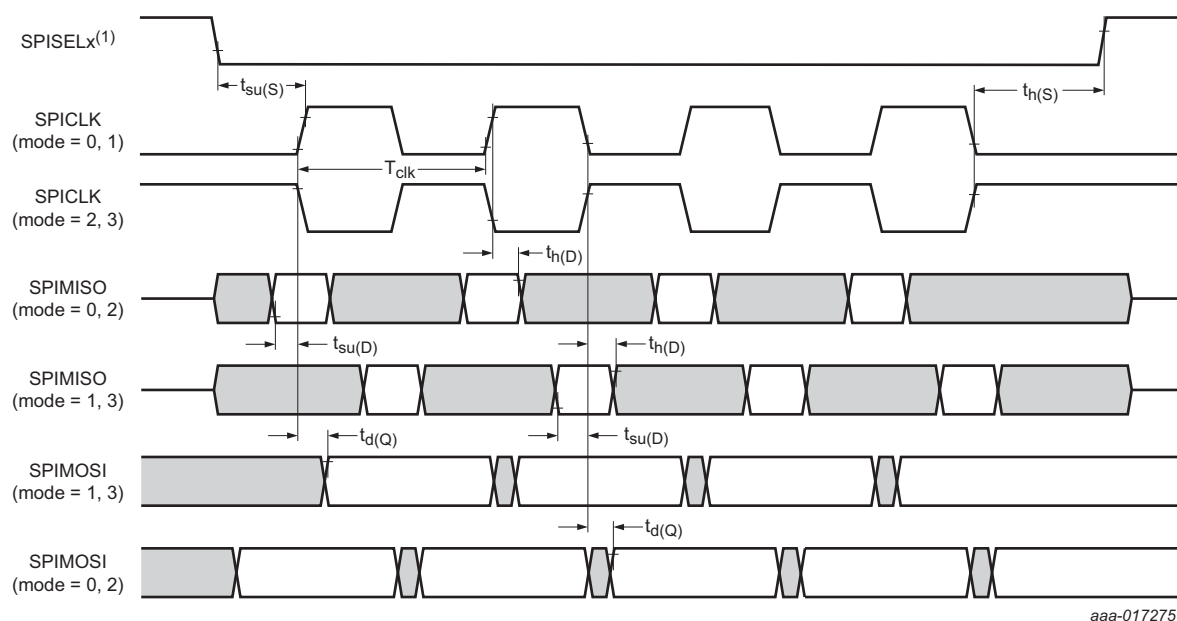 SPISELx(1)
tsu(S)
th(S)
SPICLK
(mode = 0, 1)
Tclk
SPICLK
(mode = 2, 3)
th(D)
SPIMISO
(mode = 0, 2)
tsu(D)
th(D)
SPIMISO
(mode = 1, 3)
td(Q)
tsu(D)
SPIMOSI
(mode = 1, 3)
td(Q)
SPIMOSI
(mode = 0, 2)
aaa-017275